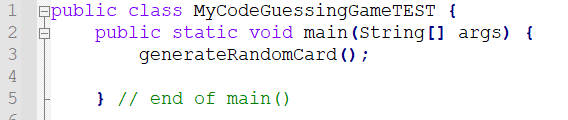 1 public class MyCodeGuessingGameTEST {
2 public static void main(String[] args) {
3 generateRandomCard();
4
5 } // end of main()